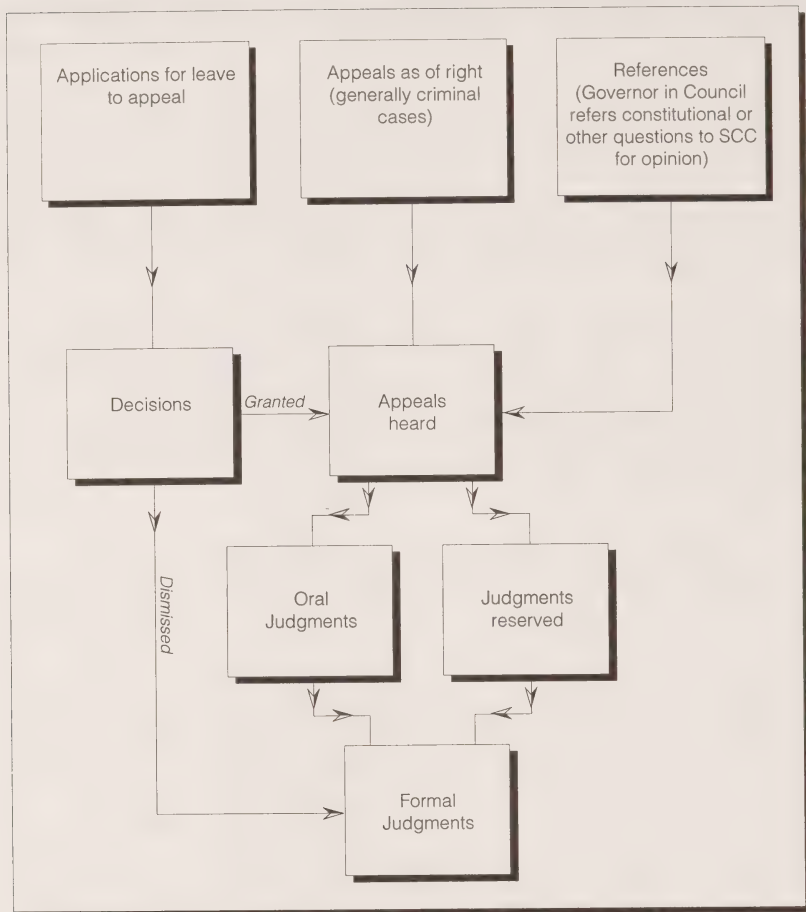 Applications for leave
to appeal
Appeals as of right
(generally criminal
cases)
References
(Governor in Council
refers constitutional or
other questions to SCC
for opinion)
Decisions
Granted
Appeals
heard
Dismissed
Oral
Judgments
Judgments
reserved
Formal
Judgments